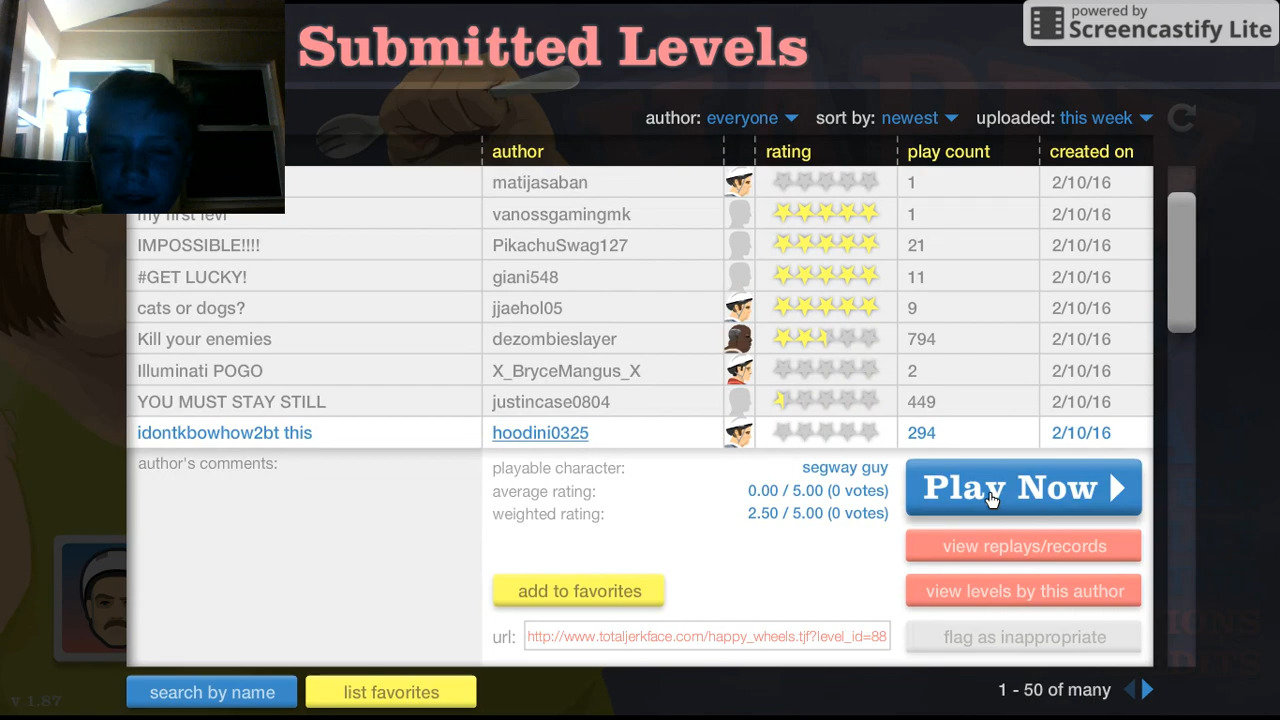 powered by
Screencastify Lite
Submitted Levels
author: everyone sort by: newest uploaded: this week
author rating play count created on
matijasaban 1 2/10/16
my first levl vanossgamingmk 1 2/10/16
IMPOSSIBLE!!!! PikachuSwag127 21 2/10/16
#GET LUCKY! giani548 11 2/10/16
cats or dogs? jjaehol05 9 2/10/16
Kill your enemies dezombieslayer 794 2/10/16
Illuminati POGO X_BryceMangus_X 2 2/10/16
YOU MUST STAY STILL justincase0804 449 2/10/16
idontkbowhow2bt this hoodini0325 294 2/10/16
author's comments:
playable character: segway guy
average rating: 0.00 / 5.00 (0 votes)
weighted rating: 2.50 / 5.00 (0 votes)
Play Now
view replays/records
add to favorites
view levels by this author
url: http://www.totaljerkface.com/happy_wheels.tjf?level_id=88
flag as inappropriate
search by name
list favorites
1 - 50 of many
v 1.87